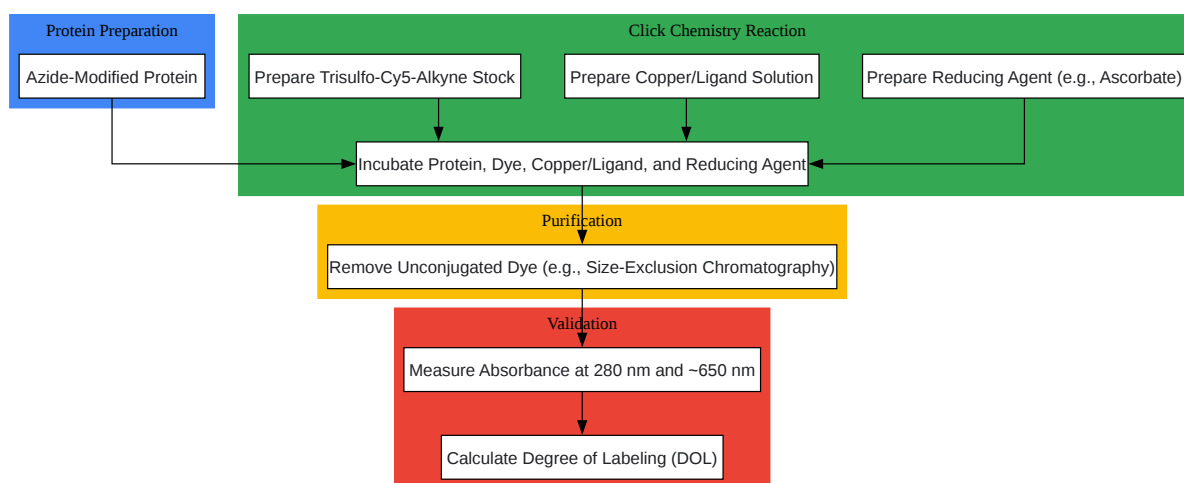 Protein Preparation
Click Chemistry Reaction
Azide-Modified Protein
Prepare Trisulfo-Cy5-Alkyne Stock
Prepare Copper/Ligand Solution
Prepare Reducing Agent (e.g., Ascorbate)
Incubate Protein, Dye, Copper/Ligand, and Reducing Agent
Purification
Remove Unconjugated Dye (e.g., Size-Exclusion Chromatography)
Validation
Measure Absorbance at 280 nm and ~650 nm
Calculate Degree of Labeling (DOL)